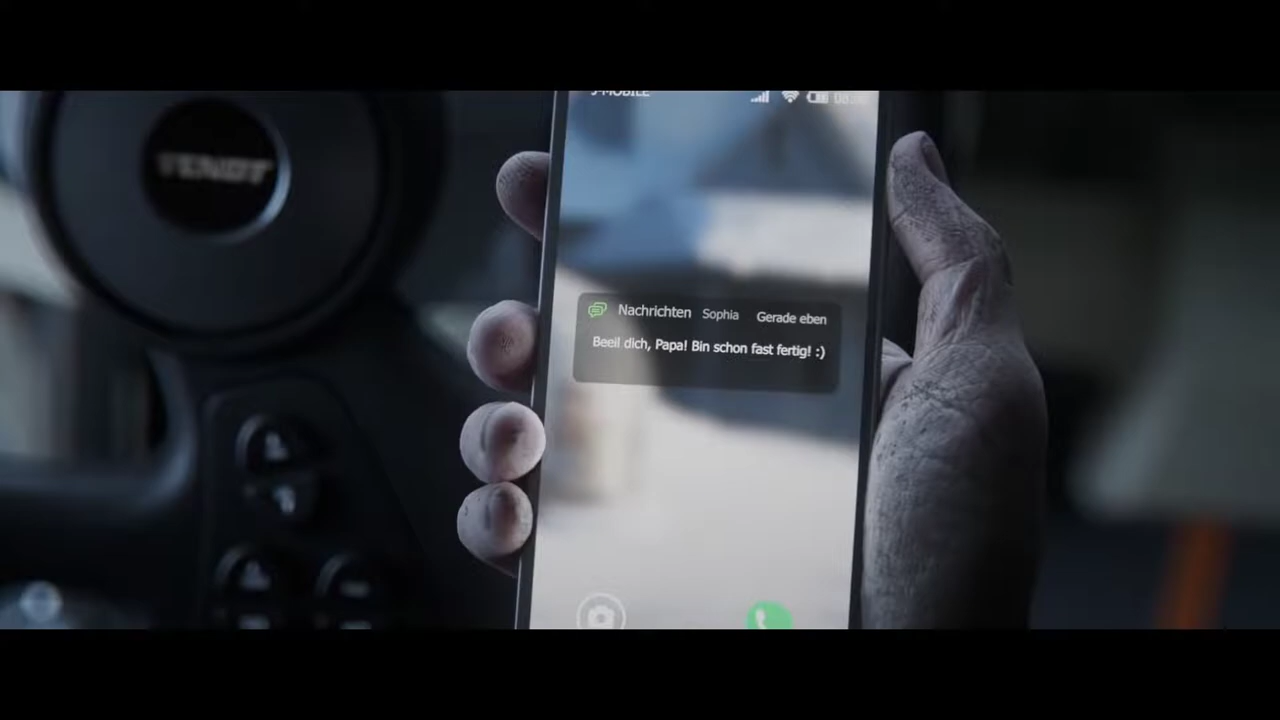 FENDT
Nachrichten Sophia Gerade eben
Beeil dich, Papa! Bin schon fast fertig! :)